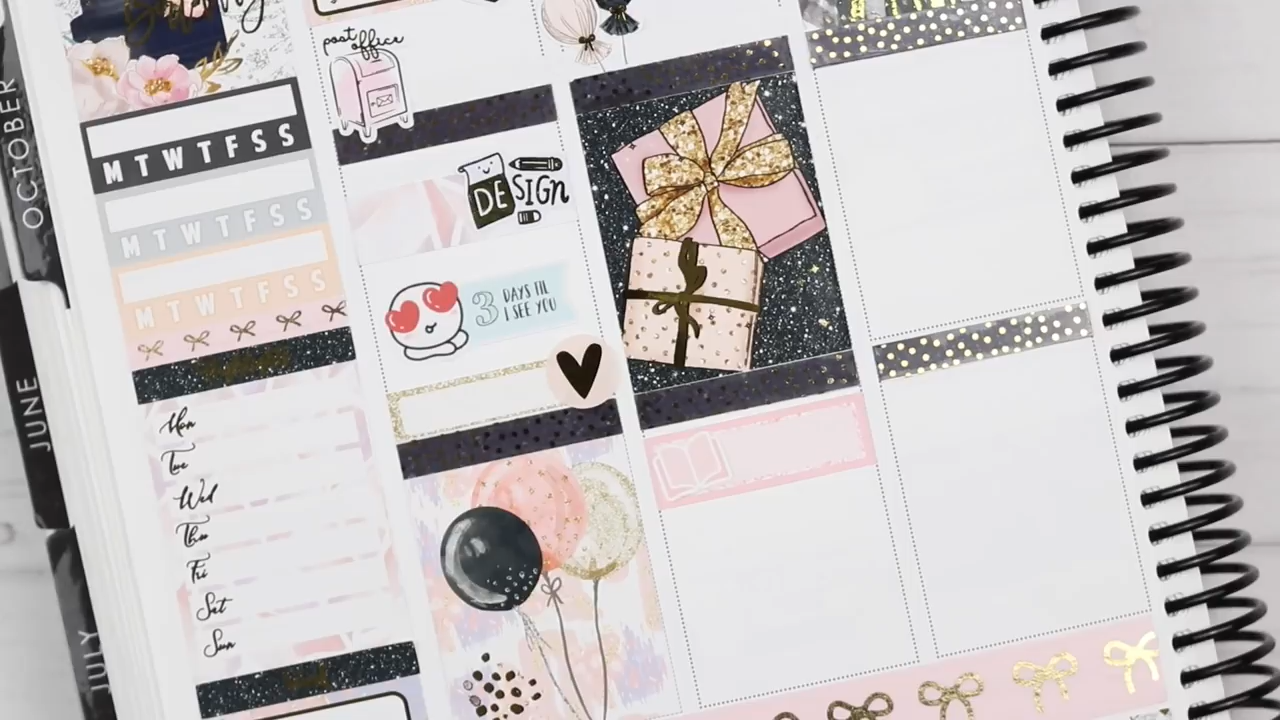 OCTOBER
JUNE
JULY
M T W T F S S
M T W T F S S
M T W T F S S
Mon
Tue
Wed
Thu
Fri
Sat
Sun
post office
DESIGN
3 DAYS TIL
I SEE YOU